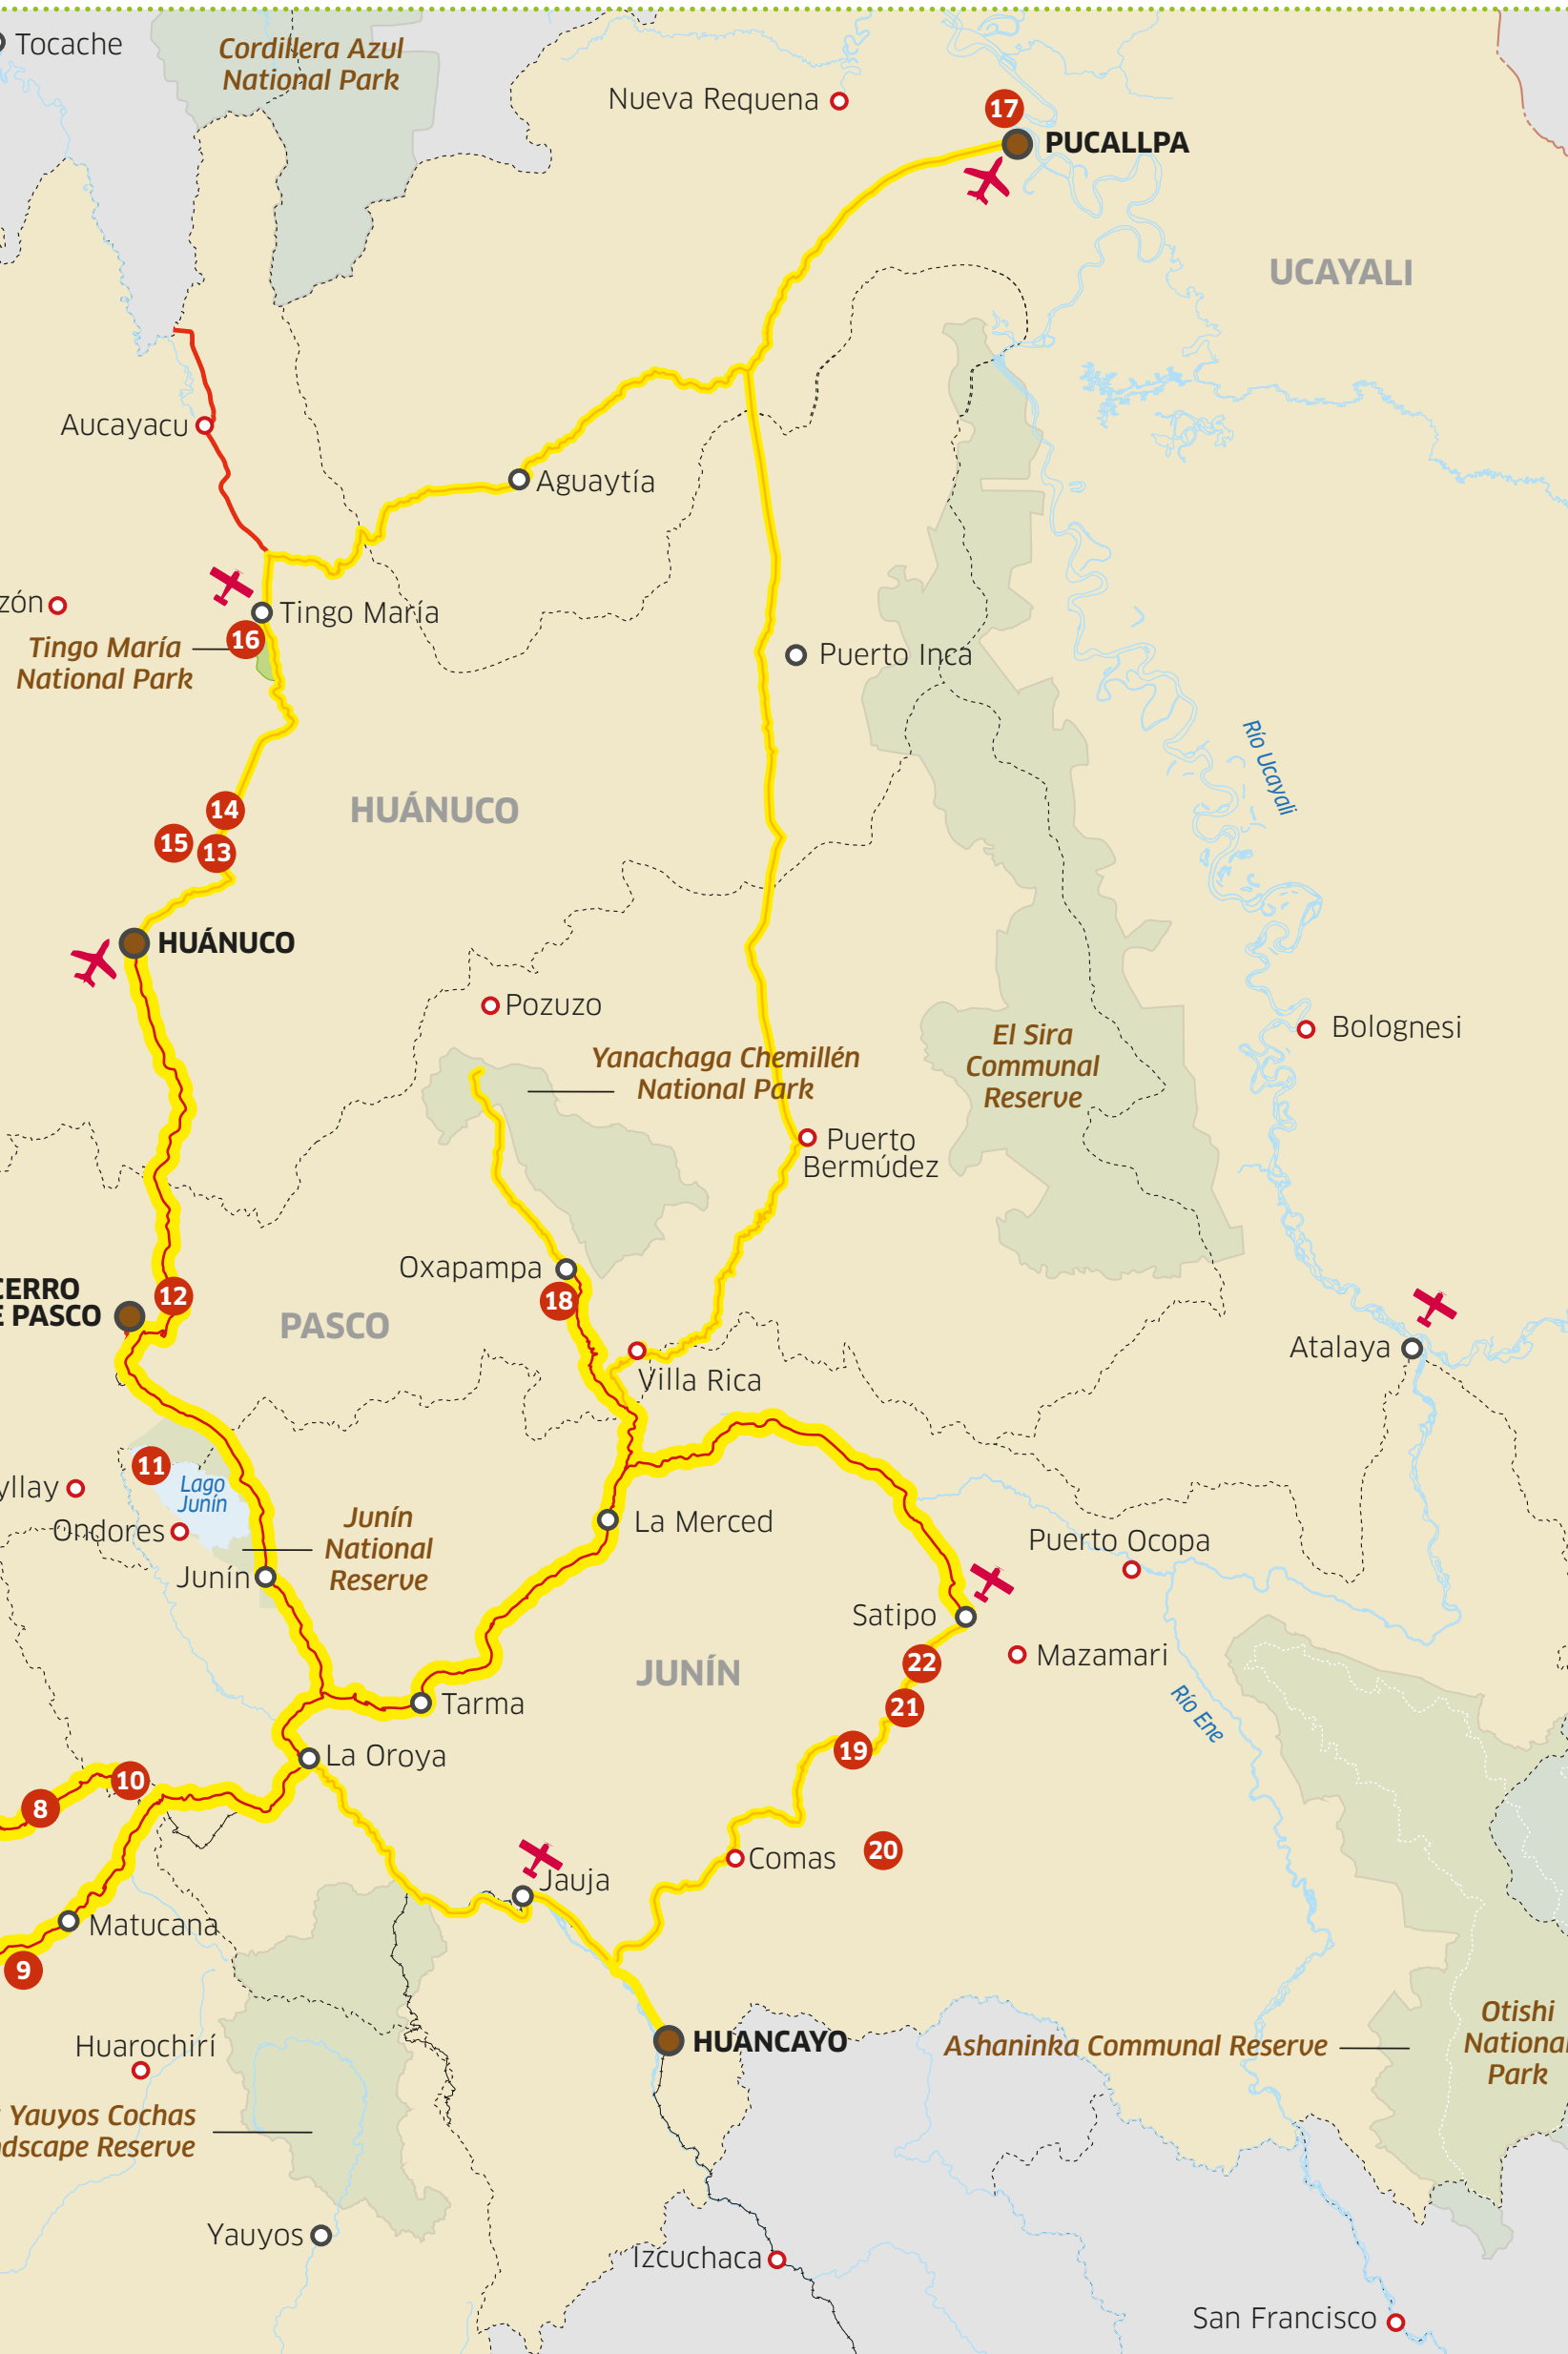 Tocache
Cordillera Azul
National Park
Nueva Requena
17
PUCALLPA
UCAYALI
Aucayacu
Aguaytía
zón
Tingo María
16
Tingo María
National Park
Puerto Inca
Río Ucayali
14
HUÁNUCO
15
13
HUÁNUCO
Pozuzo
Bolognesi
El Sira
Communal
Reserve
Yanachaga Chemillén
National Park
Puerto
Bermúdez
Oxapampa
18
CERRO
E PASCO
12
PASCO
Atalaya
Villa Rica
11
yllay
Lago
Junín
Ondores
Junín
National
Reserve
La Merced
Puerto Ocopa
Junín
Satipo
22
Mazamari
JUNÍN
Tarma
21
Río Ene
La Oroya
19
10
8
Comas
20
Jauja
Matucana
9
Huarochirí
HUANCAYO
Ashaninka Communal Reserve
Otishi
National
Park
Yauyos Cochas
dscape Reserve
Yauyos
Izcuchaca
San Francisco